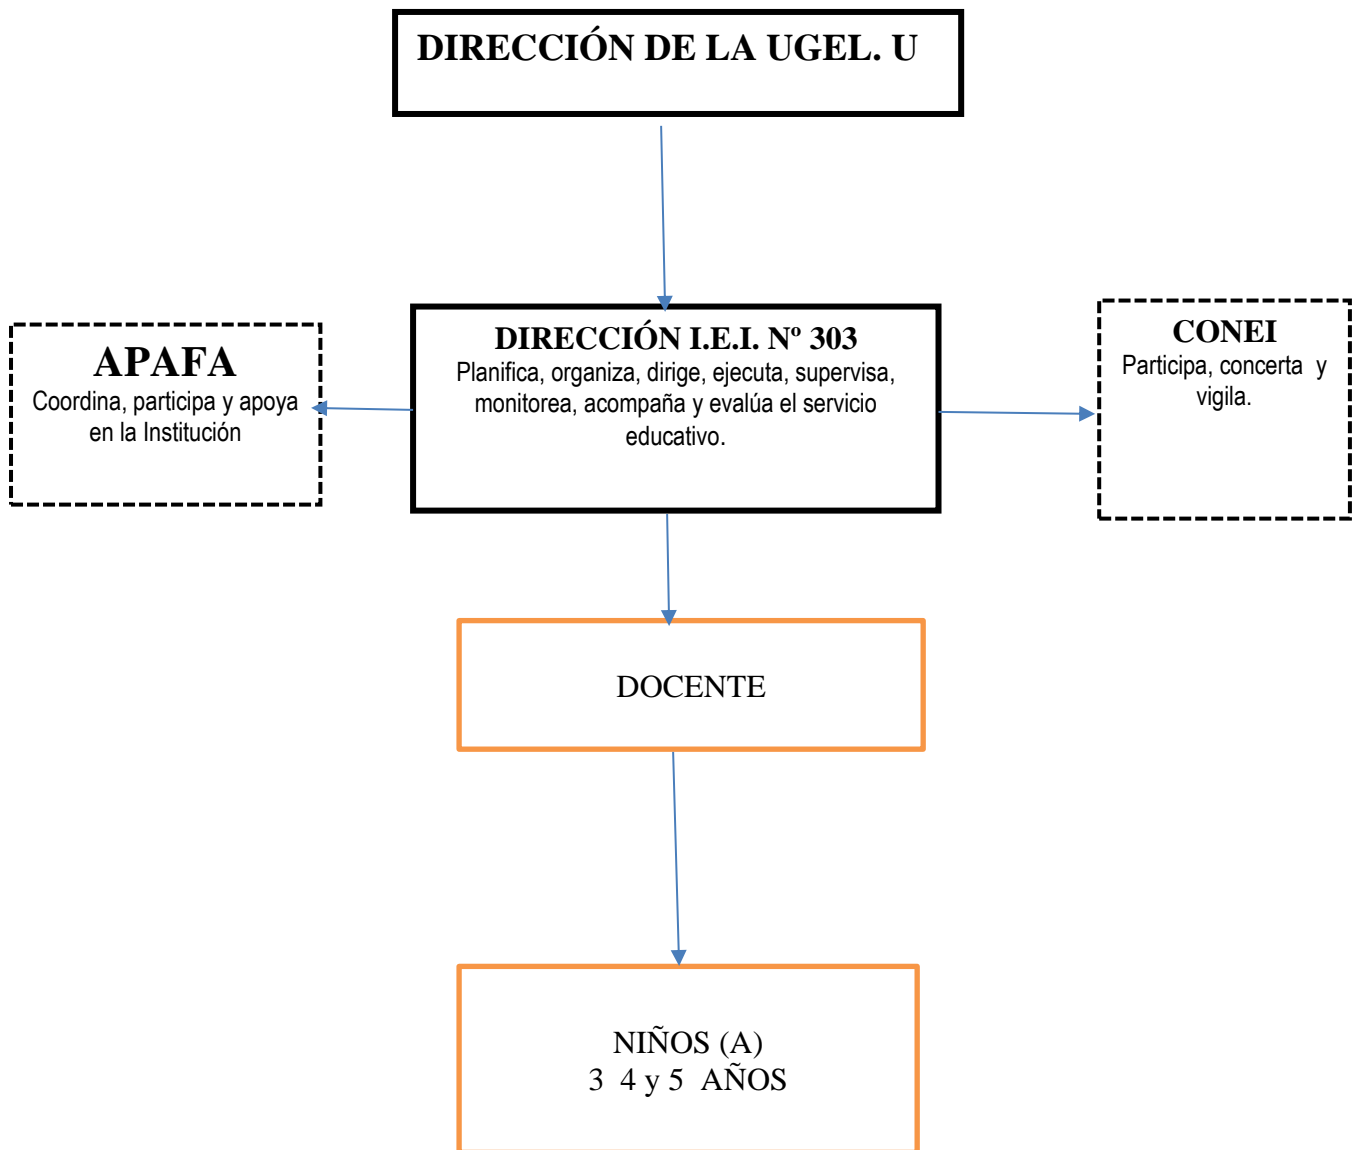 DIRECCIÓN DE LA UGEL. U
APAFA
Coordina, participa y apoya
en la Institución
DIRECCIÓN I.E.I. Nº 303
Planifica, organiza, dirige, ejecuta, supervisa,
monitorea, acompaña y evalúa el servicio
educativo.
CONEI
Participa, concerta y
vigila.
DOCENTE
NIÑOS (A)
3 4 y 5 AÑOS